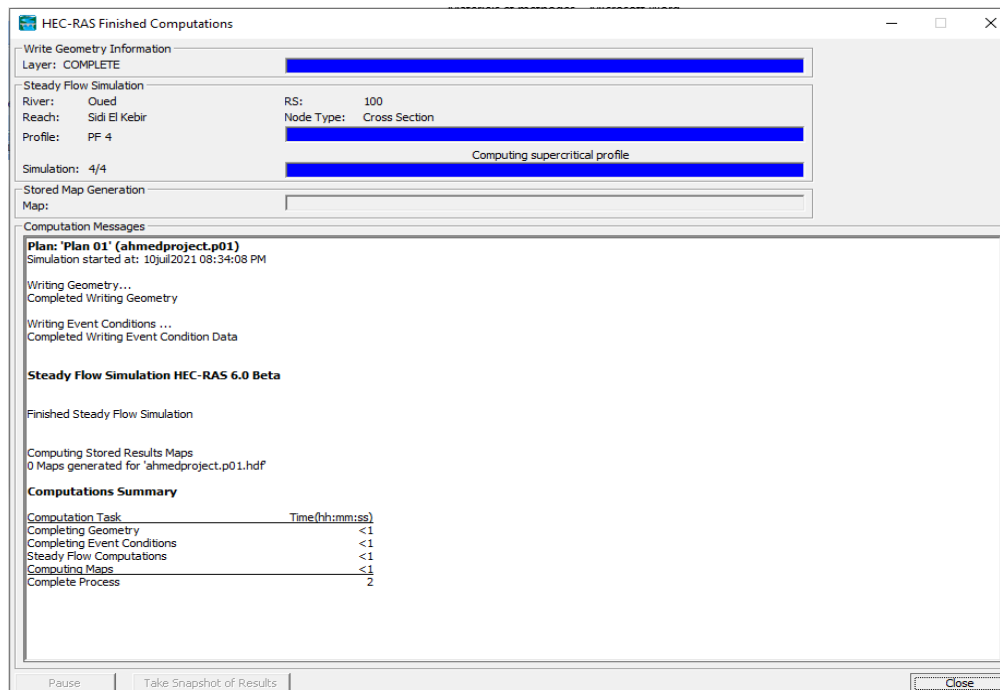 HEC-RAS Finished Computations
Write Geometry Information
Layer: COMPLETE
Steady Flow Simulation
River: Oued RS: 100
Reach: Sidi El Kebir Node Type: Cross Section
Profile: PF 4
Computing supercritical profile
Simulation: 4/4
Stored Map Generation
Map:
Computation Messages
Plan: 'Plan 01' (ahmedproject.p01)
Simulation started at: 10juil2021 08:34:08 PM
Writing Geometry...
Completed Writing Geometry
Writing Event Conditions ...
Completed Writing Event Condition Data
Steady Flow Simulation HEC-RAS 6.0 Beta
Finished Steady Flow Simulation
Computing Stored Results Maps
0 Maps generated for 'ahmedproject.p01.hdf'
Computations Summary
Computation Task Time(hh:mm:ss)
Completing Geometry <1
Completing Event Conditions <1
Steady Flow Computations <1
Computing Maps <1
Complete Process 2
Pause Take Snapshot of Results Close